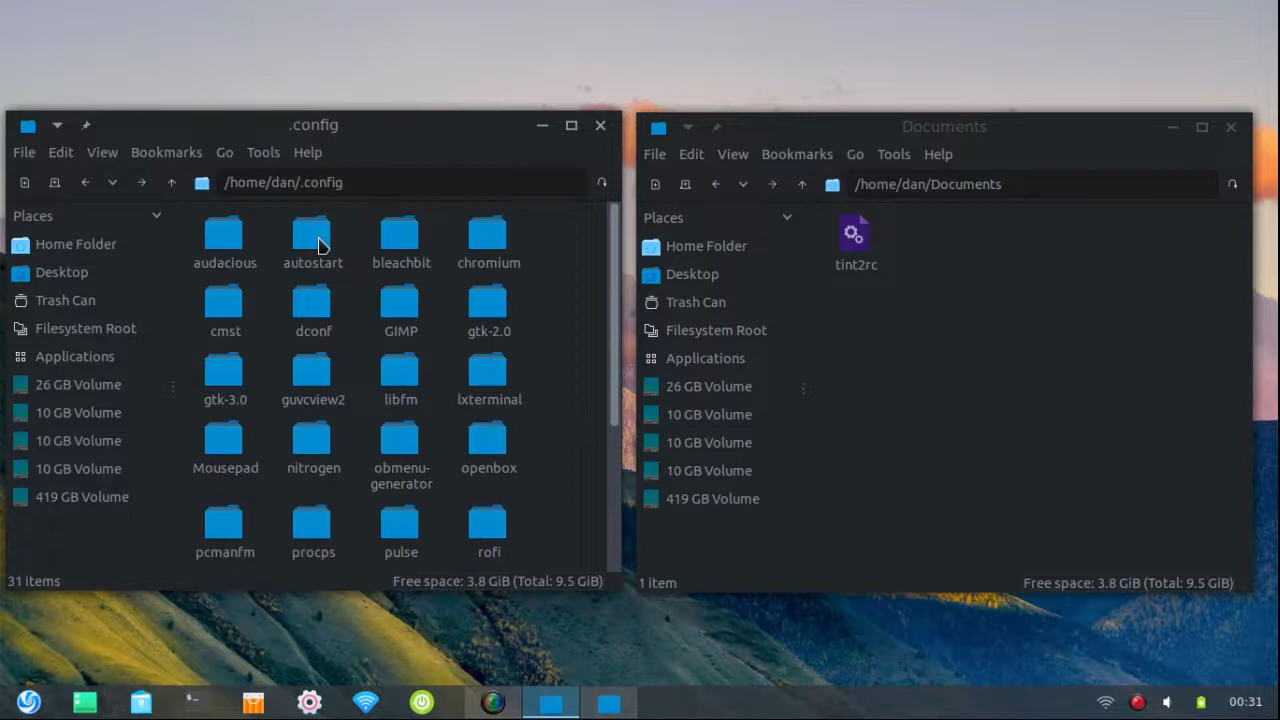 .config
File Edit View Bookmarks Go Tools Help
/home/dan/.config
Places
Home Folder
Desktop
Trash Can
Filesystem Root
Applications
26 GB Volume
10 GB Volume
10 GB Volume
10 GB Volume
419 GB Volume
audacious autostart bleachbit chromium
cmst dconf GIMP gtk-2.0
gtk-3.0 guvcview2 libfm lxterminal
Mousepad nitrogen obmenu-generator openbox
pcmanfm procps pulse rofi
31 items Free space: 3.8 GiB (Total: 9.5 GiB)
Documents
File Edit View Bookmarks Go Tools Help
/home/dan/Documents
Places
Home Folder
Desktop
Trash Can
Filesystem Root
Applications
26 GB Volume
10 GB Volume
10 GB Volume
10 GB Volume
419 GB Volume
tint2rc
1 item Free space: 3.8 GiB (Total: 9.5 GiB)
00:31